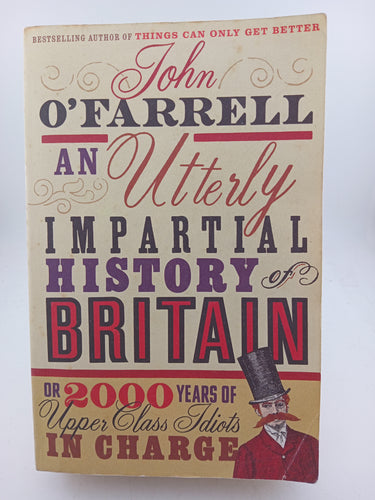 BESTSELLING AUTHOR OF THINGS CAN ONLY GET BETTER
John
O'FARRELL
AN Utterly
IMPARTIAL
HISTORY of
BRITAIN
OR 2000 YEARS OF
Upper Class Idiots
IN CHARGE